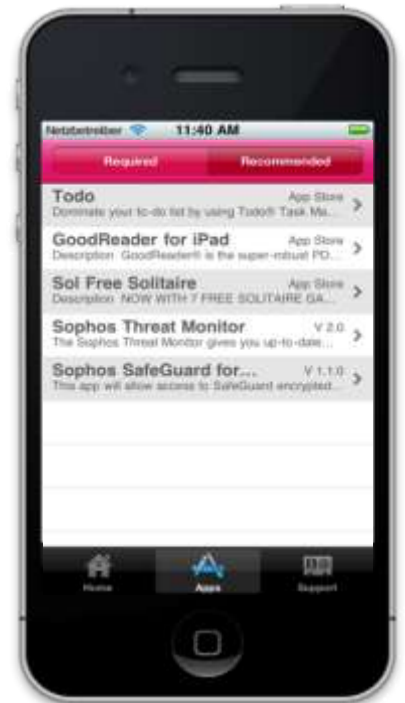 Netzbetreiber 11:40 AM
Required Recommended
Todo App Store
Dominate your to-do list by using Todo® Task Ma...
GoodReader for iPad App Store
Description GoodReader® is the super-robust PD...
Sol Free Solitaire App Store
Description NOW WITH 7 FREE SOLITAIRE GA...
Sophos Threat Monitor V 2.0
The Sophos Threat Monitor gives you up-to-date...
Sophos SafeGuard for... V 1.1.0
This app will allow access to SafeGuard encrypted...
Home Apps Support